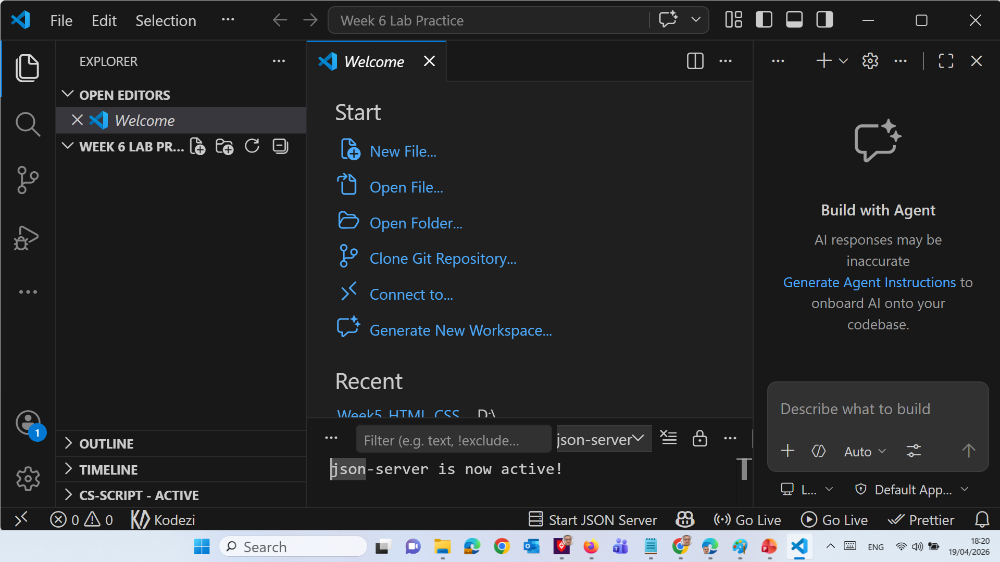 File Edit Selection ...
Week 6 Lab Practice
EXPLORER
OPEN EDITORS
Welcome
WEEK 6 LAB PR...
OUTLINE
TIMELINE
CS-SCRIPT - ACTIVE
Welcome
Start
New File...
Open File...
Open Folder...
Clone Git Repository...
Connect to...
Generate New Workspace...
Recent
Week5 HTML CSS D:\
Filter (e.g. text, !exclude...
json-server
json-server is now active!
Build with Agent
AI responses may be
inaccurate
Generate Agent Instructions to
onboard AI onto your
codebase.
Describe what to build
Auto
L... Default App...
1
0 0 Kodezi Start JSON Server Go Live Go Live Prettier
Search
ENG
18:20
19/04/2026